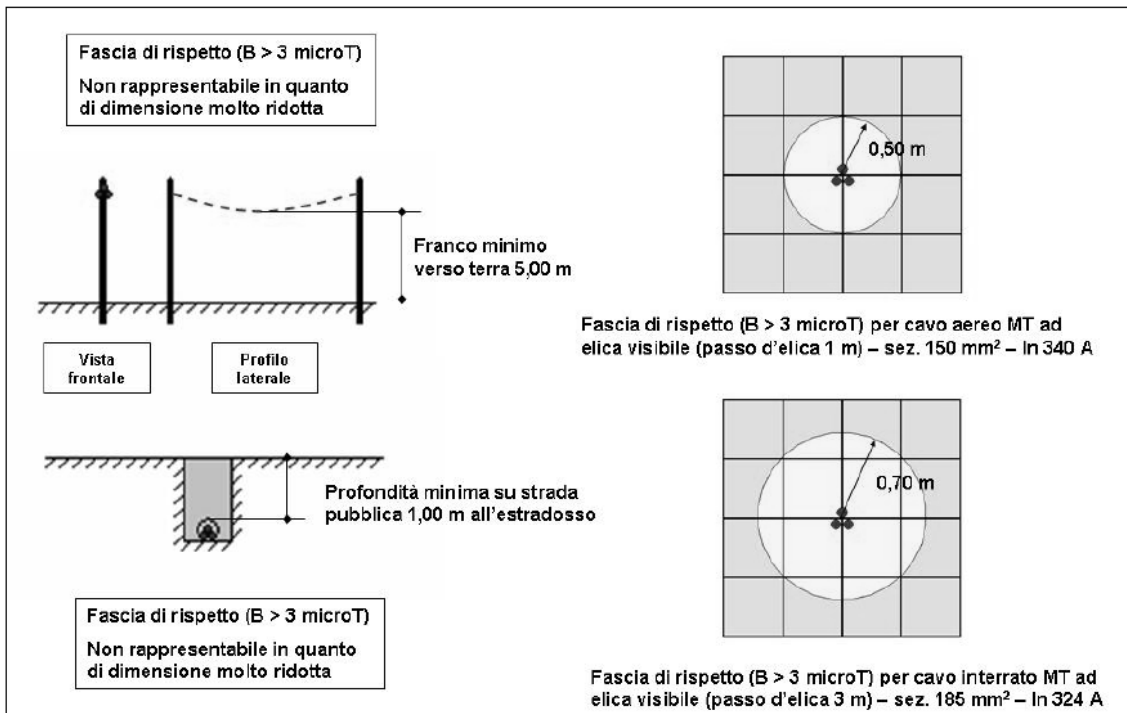 Fascia di rispetto (B > 3 microT)
Non rappresentabile in quanto
di dimensione molto ridotta
Franco minimo
verso terra 5,00 m
Vista
frontale
Profilo
laterale
0,50 m
Fascia di rispetto (B > 3 microT) per cavo aereo MT ad
elica visibile (passo d'elica 1 m) – sez. 150 mm² – In 340 A
Profondità minima su strada
pubblica 1,00 m all'estradosso
Fascia di rispetto (B > 3 microT)
Non rappresentabile in quanto
di dimensione molto ridotta
0,70 m
Fascia di rispetto (B > 3 microT) per cavo interrato MT ad
elica visibile (passo d'elica 3 m) – sez. 185 mm² – In 324 A